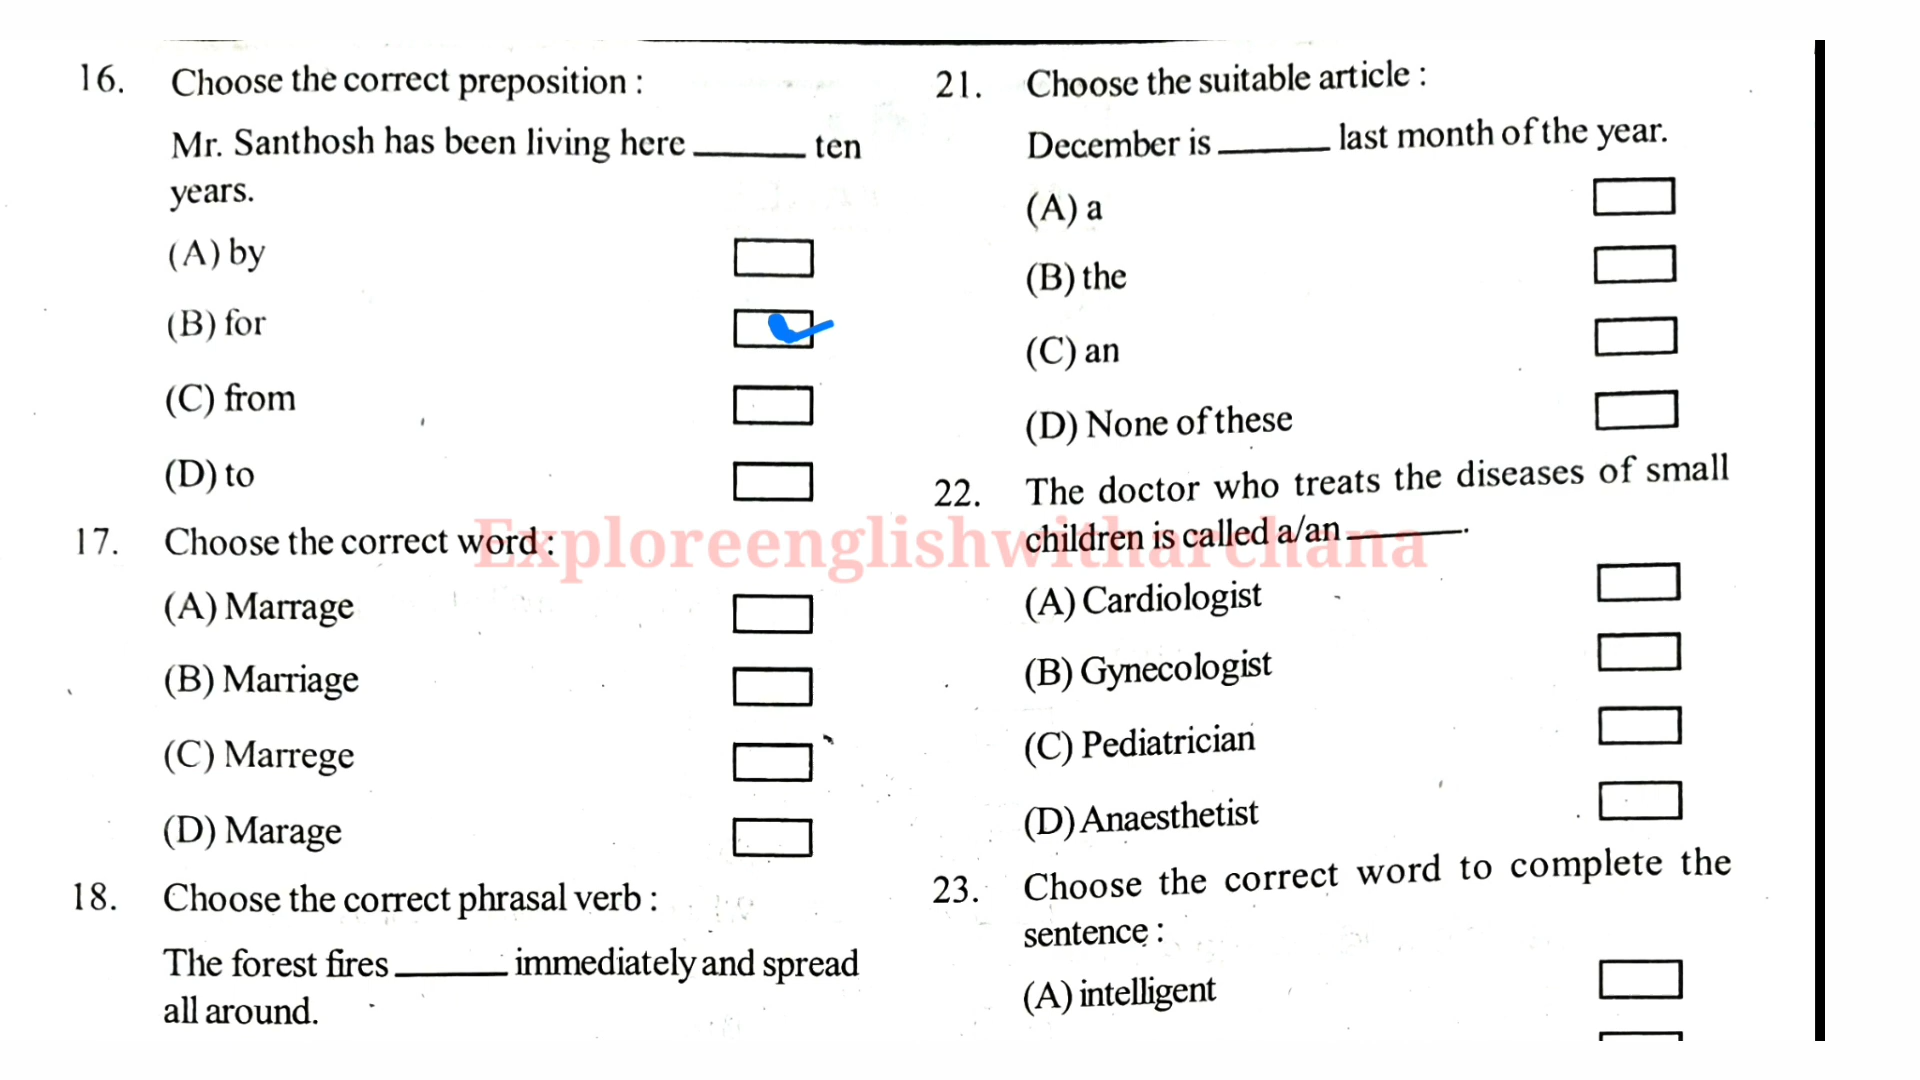 16. Choose the correct preposition :
Mr. Santhosh has been living here ______ ten
years.
(A) by
(B) for
(C) from
(D) to
17. Choose the correct word :
(A) Marrage
(B) Marriage
(C) Marrege
(D) Marage
18. Choose the correct phrasal verb :
The forest fires ______ immediately and spread
all around.
21. Choose the suitable article :
December is ______ last month of the year.
(A) a
(B) the
(C) an
(D) None of these
22. The doctor who treats the diseases of small
children is called a/an ______.
(A) Cardiologist
(B) Gynecologist
(C) Pediatrician
(D) Anaesthetist
23. Choose the correct word to complete the
sentence :
(A) intelligent
Exploreenglishwitharchana